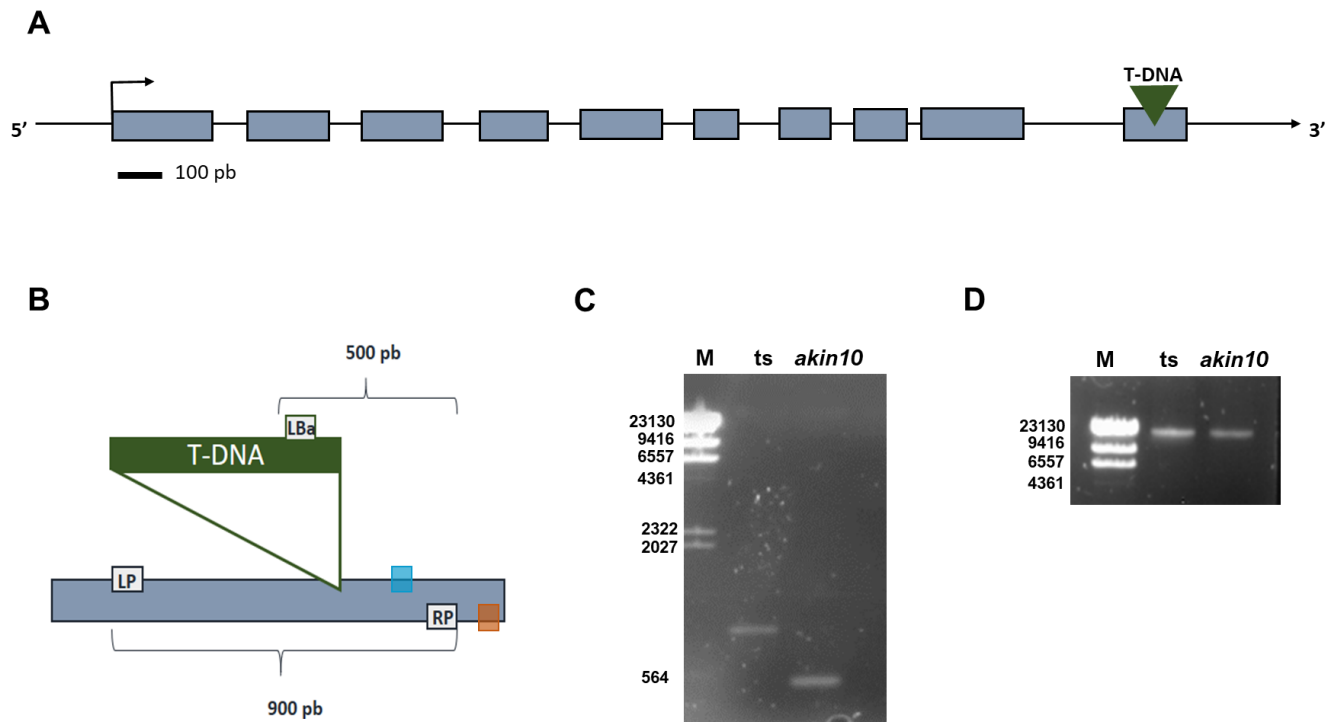 A
T-DNA
5’
3’
100 pb
B
C
D
500 pb
LBa
T-DNA
LP
RP
900 pb
M ts akin10
23130
9416
6557
4361
2322
2027
564
M ts akin10
23130
9416
6557
4361